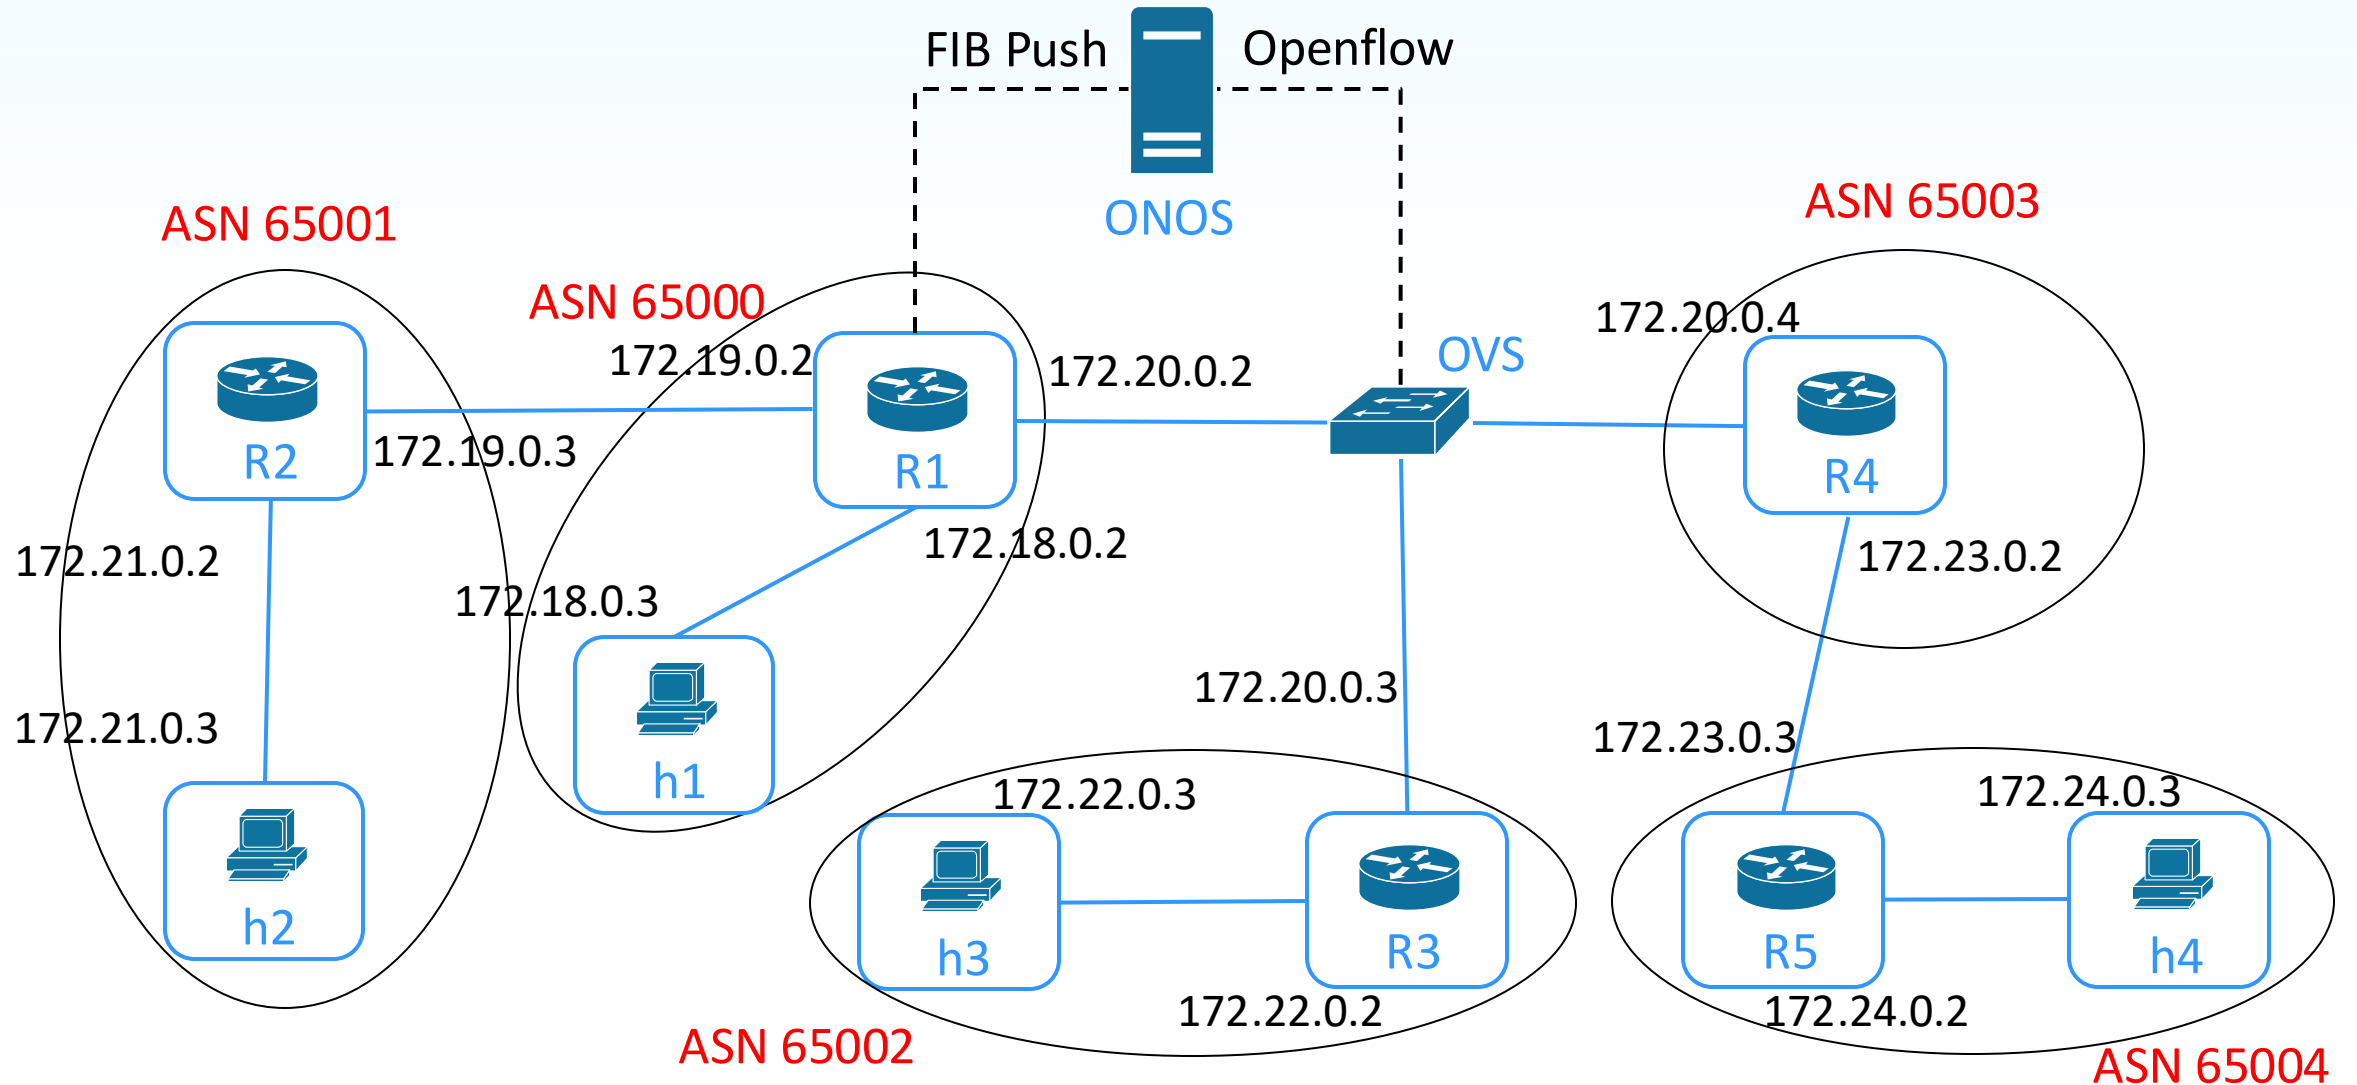 FIB Push
Openflow
ONOS
ASN 65001
ASN 65003
ASN 65000
172.20.0.4
172.19.0.2
172.20.0.2
OVS
R2
172.19.0.3
R1
R4
172.21.0.2
172.18.0.2
172.23.0.2
172.18.0.3
172.20.0.3
172.21.0.3
172.23.0.3
h1
172.22.0.3
172.24.0.3
h2
h3
R3
R5
h4
172.22.0.2
172.24.0.2
ASN 65002
ASN 65004